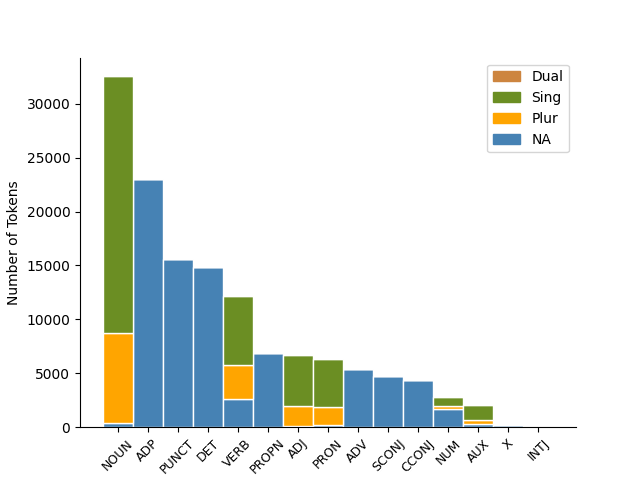 Dual
Sing
Plur
NA
Number of Tokens
30000
25000
20000
15000
10000
5000
0
NOUN
ADP
PUNCT
DET
VERB
PROPN
ADJ
PRON
ADV
SCONJ
CCONJ
NUM
AUX
X
INTJ